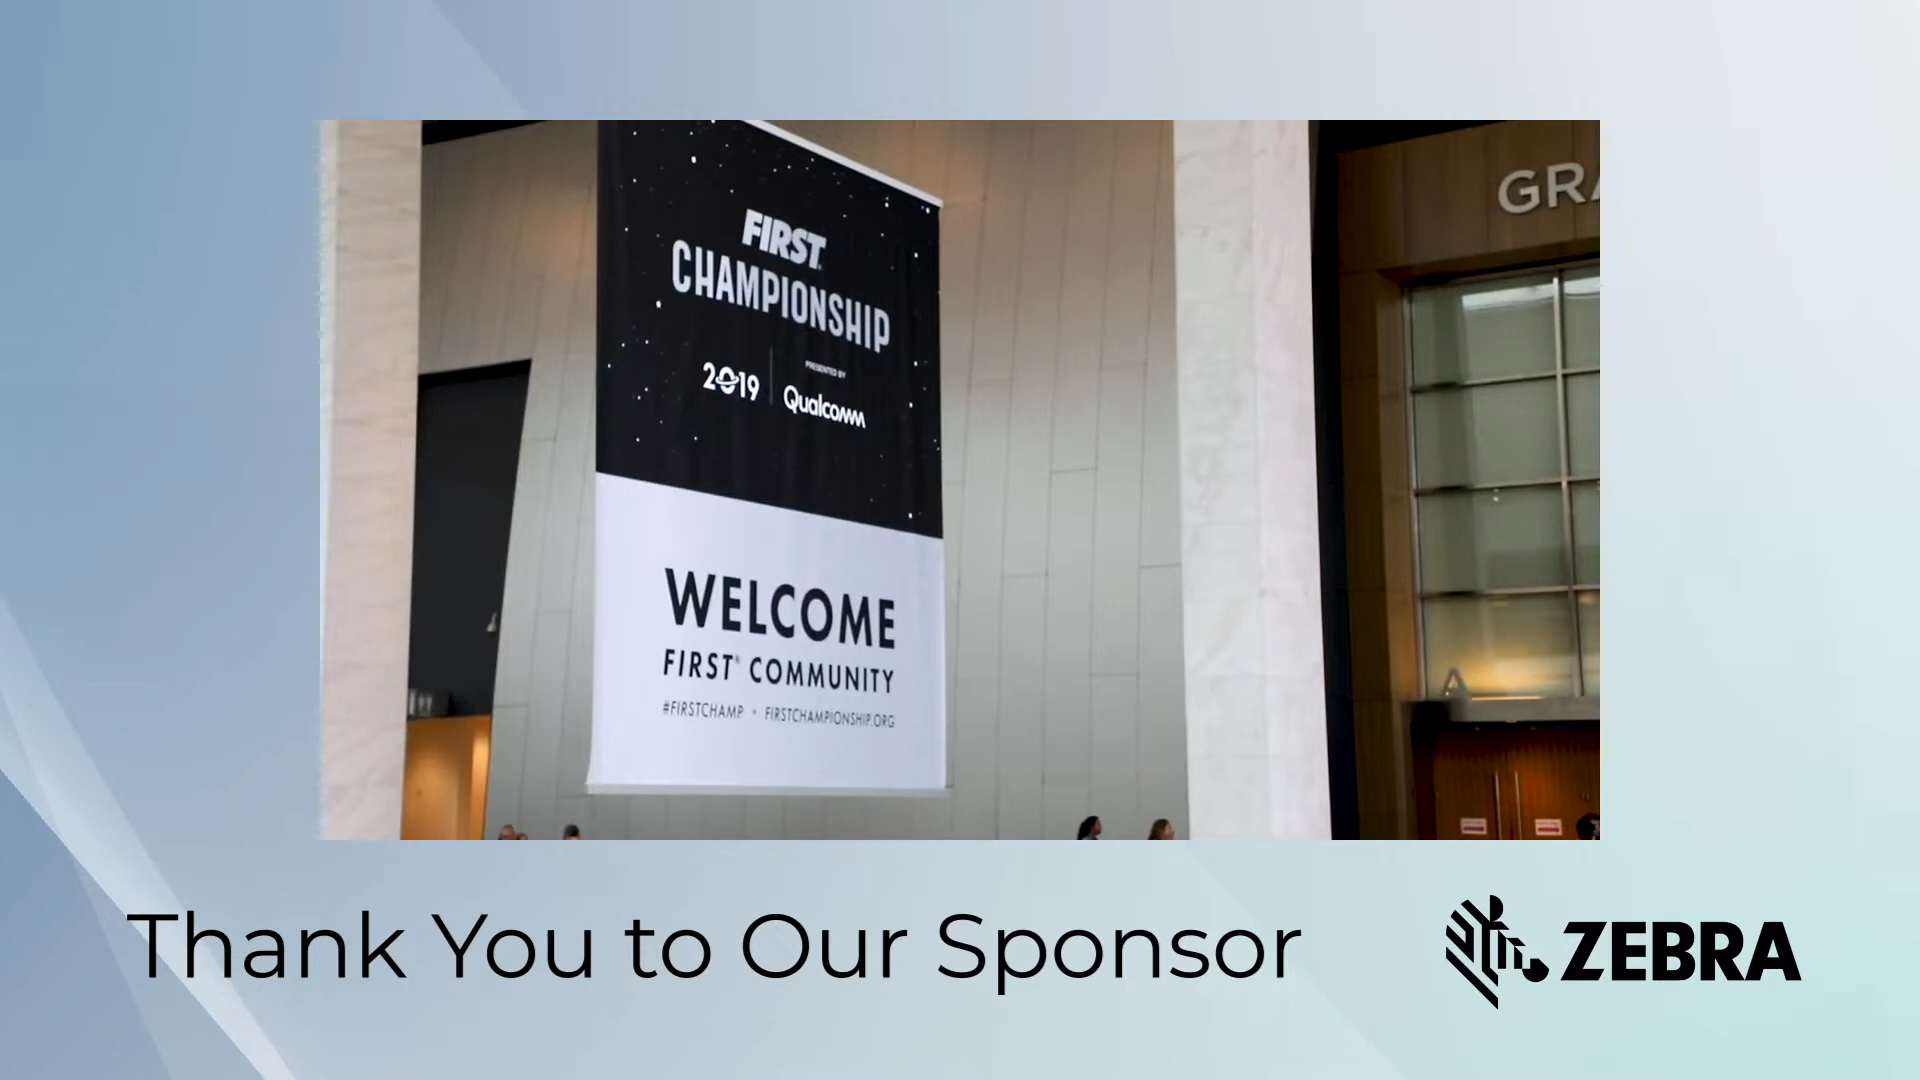 GRA
FIRST
CHAMPIONSHIP
2019
PRESENTED BY
Qualcomm
WELCOME
FIRST® COMMUNITY
#FIRSTCHAMP • FIRSTCHAMPIONSHIP.ORG
A
Thank You to Our Sponsor
ZEBRA